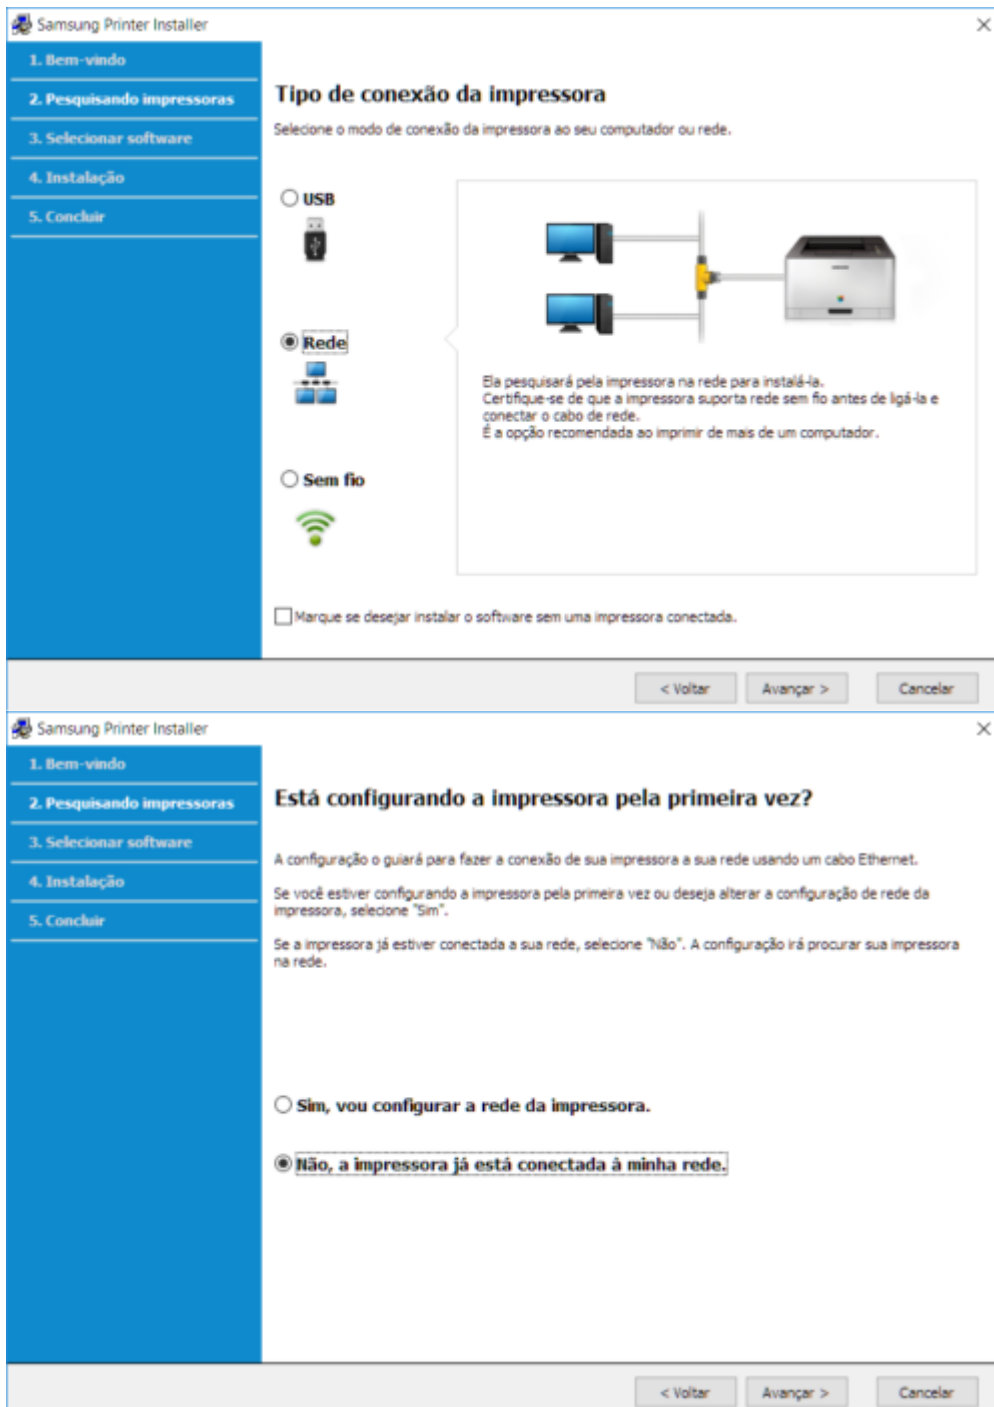 Samsung Printer Installer
1. Bem-vindo
2. Pesquisando impressoras
3. Selecionar software
4. Instalação
5. Concluir
Tipo de conexão da impressora
Selecione o modo de conexão da impressora ao seu computador ou rede.
USB
Rede
Sem fio
Ela pesquisará pela impressora na rede para instalá-la.
Certifique-se de que a impressora suporta rede sem fio antes de ligá-la e
conectar o cabo de rede.
É a opção recomendada ao imprimir de mais de um computador.
Marque se desejar instalar o software sem uma impressora conectada.
< Voltar
Avançar >
Cancelar
Samsung Printer Installer
1. Bem-vindo
2. Pesquisando impressoras
3. Selecionar software
4. Instalação
5. Concluir
Está configurando a impressora pela primeira vez?
A configuração o guiará para fazer a conexão de sua impressora a sua rede usando um cabo Ethernet.
Se você estiver configurando a impressora pela primeira vez ou deseja alterar a configuração de rede da
impressora, selecione "Sim".
Se a impressora já estiver conectada a sua rede, selecione "Não". A configuração irá procurar sua impressora
na rede.
Sim, vou configurar a rede da impressora.
Não, a impressora já está conectada à minha rede.
< Voltar
Avançar >
Cancelar